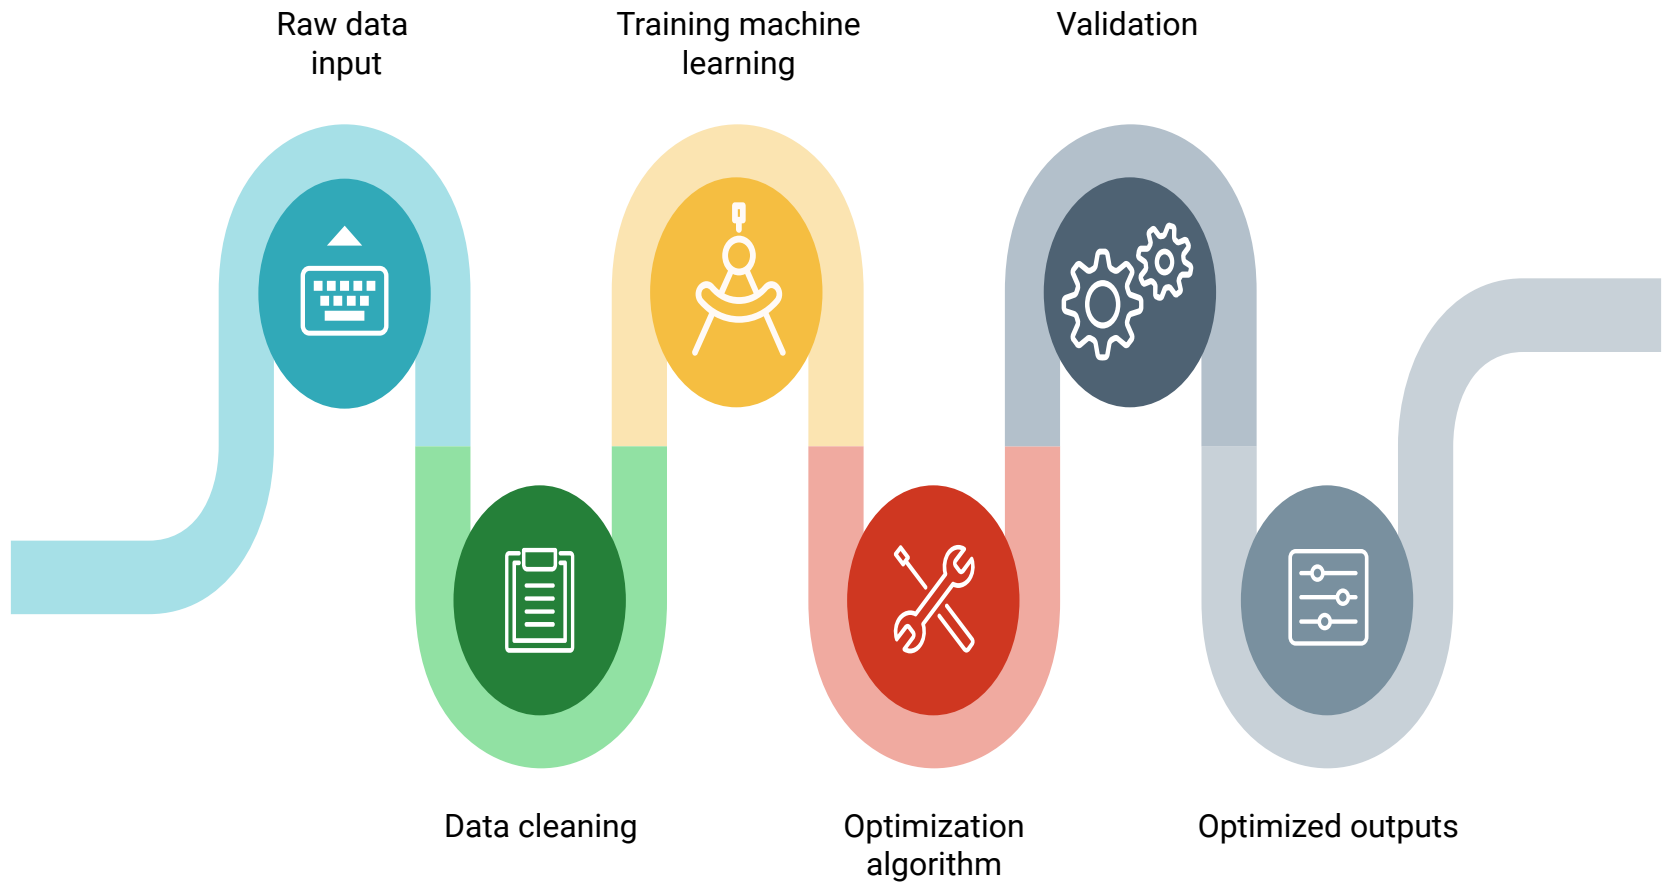 Raw data
input
Training machine
learning
Validation
Data cleaning
Optimization
algorithm
Optimized outputs